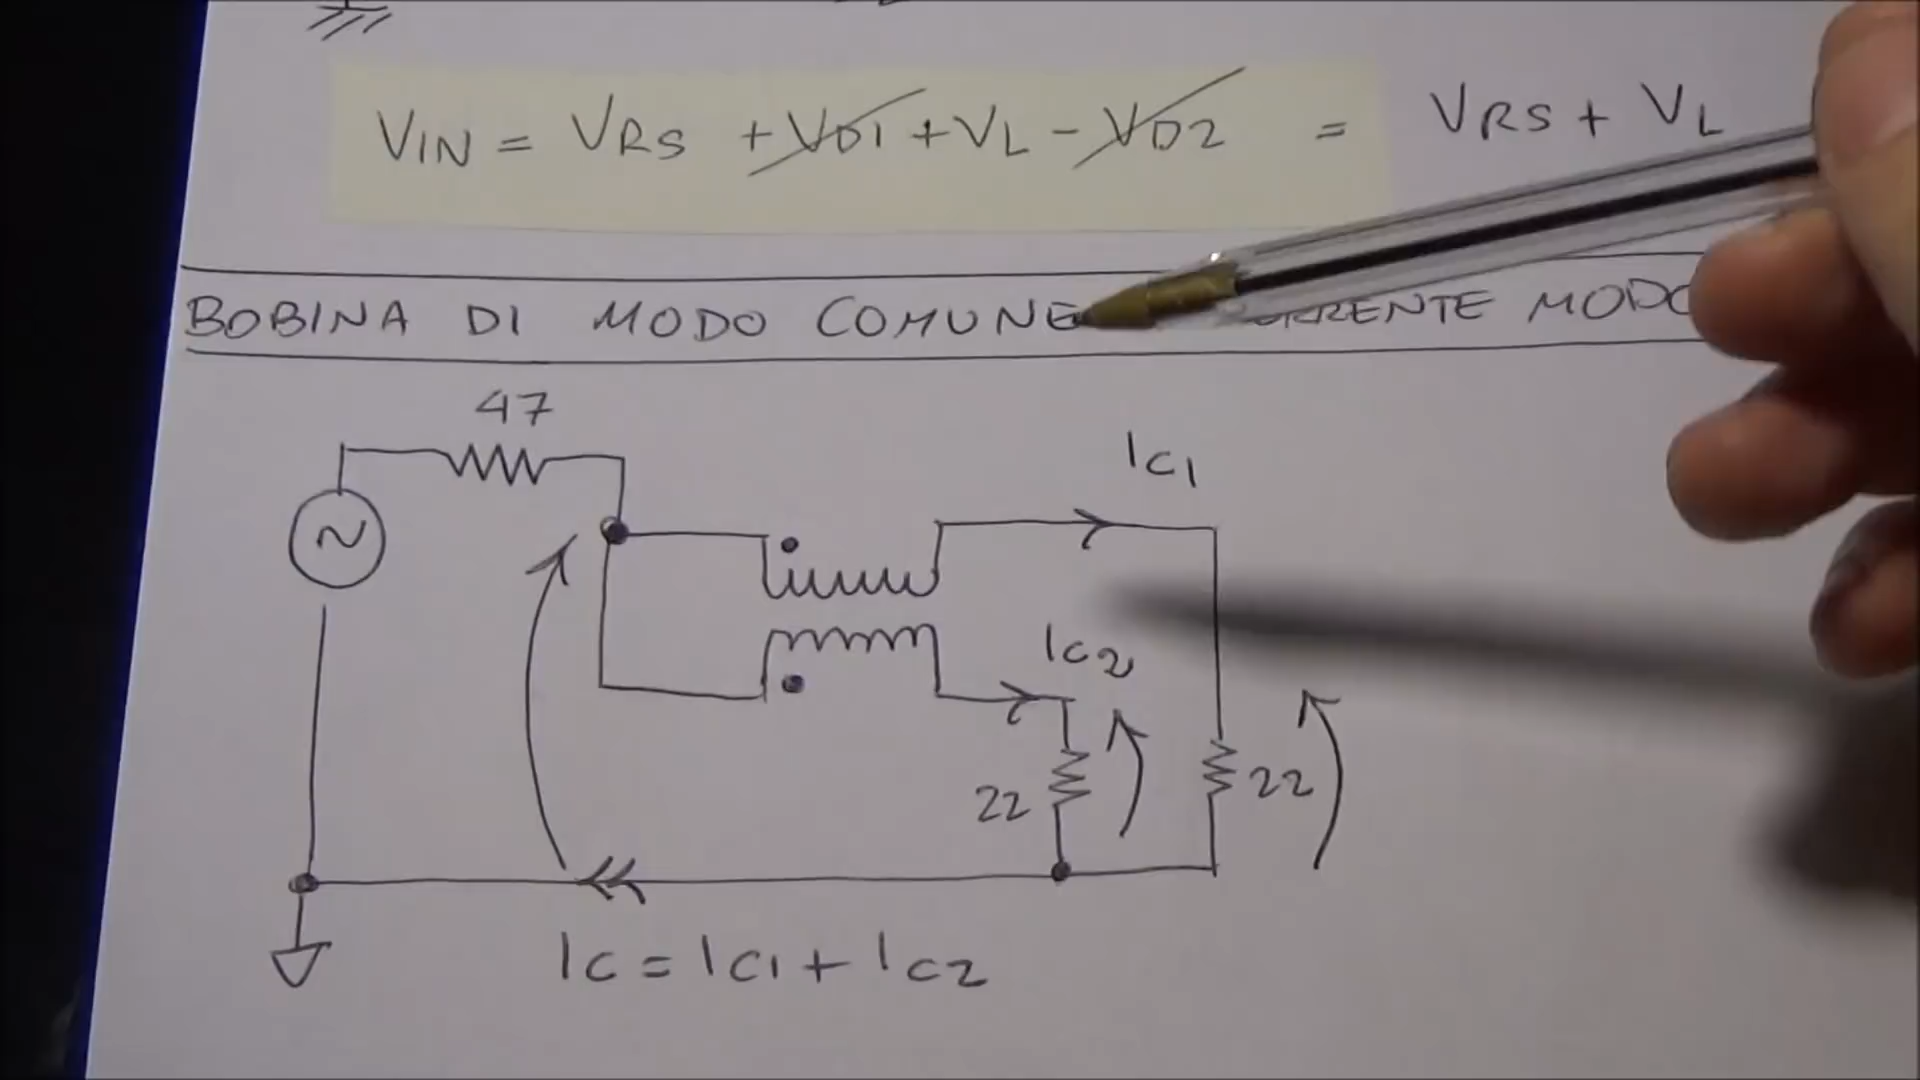 VIN = VRS + VD1 + VL - VD2 = VRS + VL
BOBINA DI MODO COMUNE MODO
47
IC1
IC2
22
22
IC = IC1 + IC2